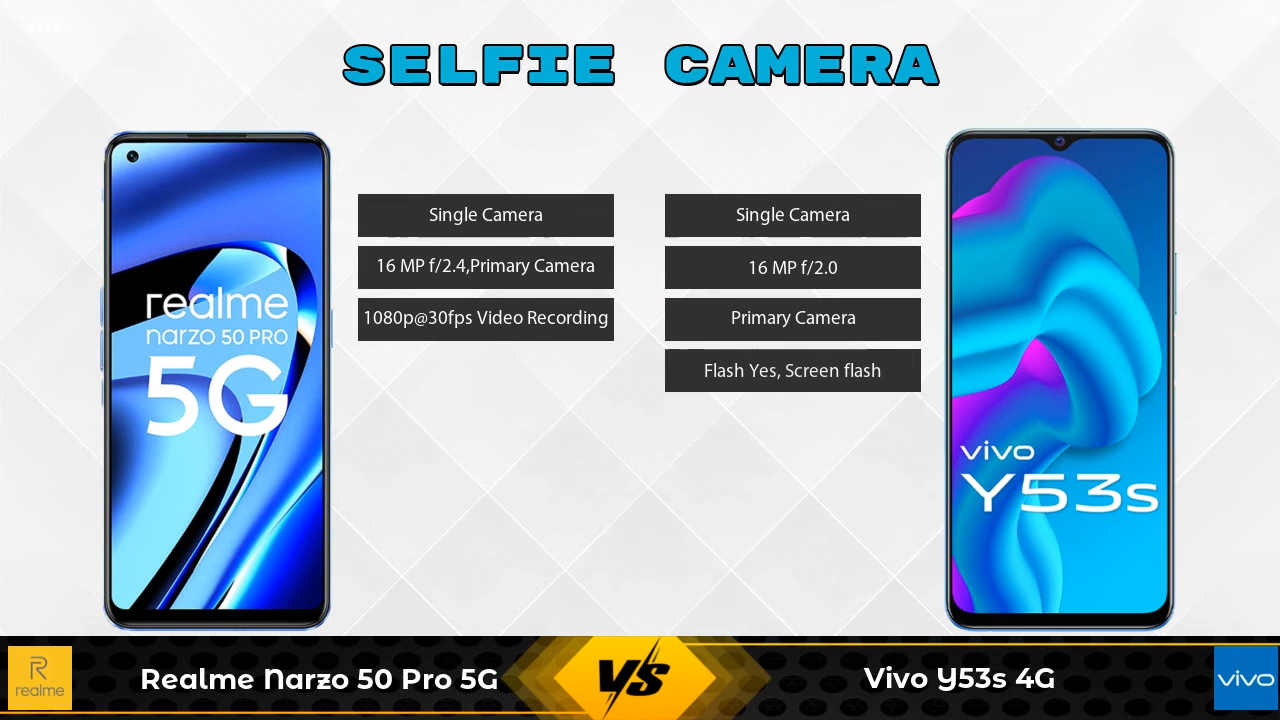 SELFIE CAMERA
realme
narzo 50 PRO
5G
Single Camera
16 MP f/2.4,Primary Camera
1080p@30fps Video Recording
Single Camera
16 MP f/2.0
Primary Camera
Flash Yes, Screen flash
vivo
Y53s
R
realme
Realme Narzo 50 Pro 5G
VS
Vivo Y53s 4G
vivo